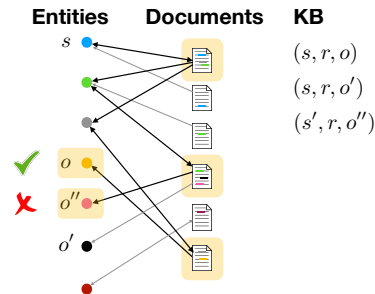 Entities Documents KB
s (s, r, o)
(s, r, o′)
(s′, r, o″)
o
o″
o′